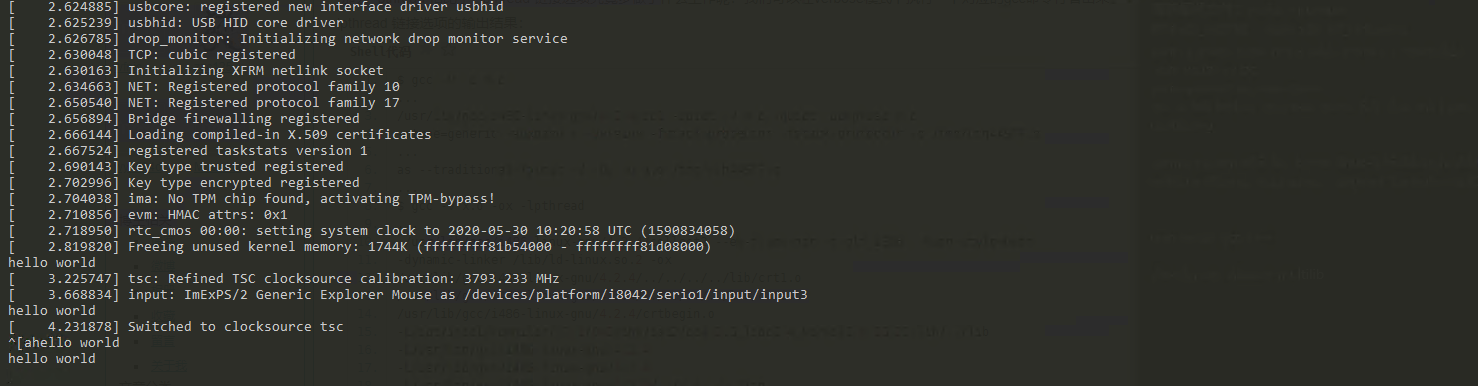 [    2.624885] usbcore: registered new interface driver usbhid
[    2.625239] usbhid: USB HID core driver
[    2.626785] drop_monitor: Initializing network drop monitor service
[    2.630048] TCP: cubic registered
[    2.630163] Initializing XFRM netlink socket
[    2.634663] NET: Registered protocol family 10
[    2.650540] NET: Registered protocol family 17
[    2.656894] Bridge firewalling registered
[    2.666144] Loading compiled-in X.509 certificates
[    2.667524] registered taskstats version 1
[    2.690143] Key type trusted registered
[    2.702996] Key type encrypted registered
[    2.704038] ima: No TPM chip found, activating TPM-bypass!
[    2.710856] evm: HMAC attrs: 0x1
[    2.718950] rtc_cmos 00:00: setting system clock to 2020-05-30 10:20:58 UTC (1590834058)
[    2.819820] Freeing unused kernel memory: 1744K (ffffffff81b54000 - ffffffff81d08000)
hello world
[    3.225747] tsc: Refined TSC clocksource calibration: 3793.233 MHz
[    3.668834] input: ImExPS/2 Generic Explorer Mouse as /devices/platform/i8042/serio1/input/input3
hello world
[    4.231878] Switched to clocksource tsc
^[ahello world
hello world